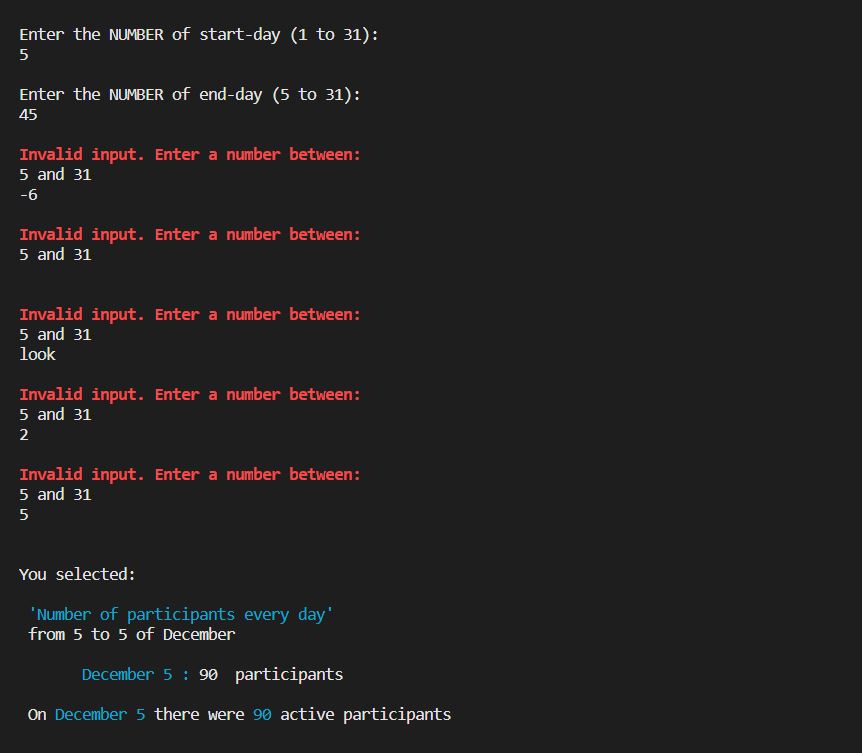 Enter the NUMBER of start-day (1 to 31):
5
Enter the NUMBER of end-day (5 to 31):
45
Invalid input. Enter a number between:
5 and 31
-6
Invalid input. Enter a number between:
5 and 31
Invalid input. Enter a number between:
5 and 31
look
Invalid input. Enter a number between:
5 and 31
2
Invalid input. Enter a number between:
5 and 31
5
You selected:
'Number of participants every day'
from 5 to 5 of December
December 5 : 90 participants
On December 5 there were 90 active participants